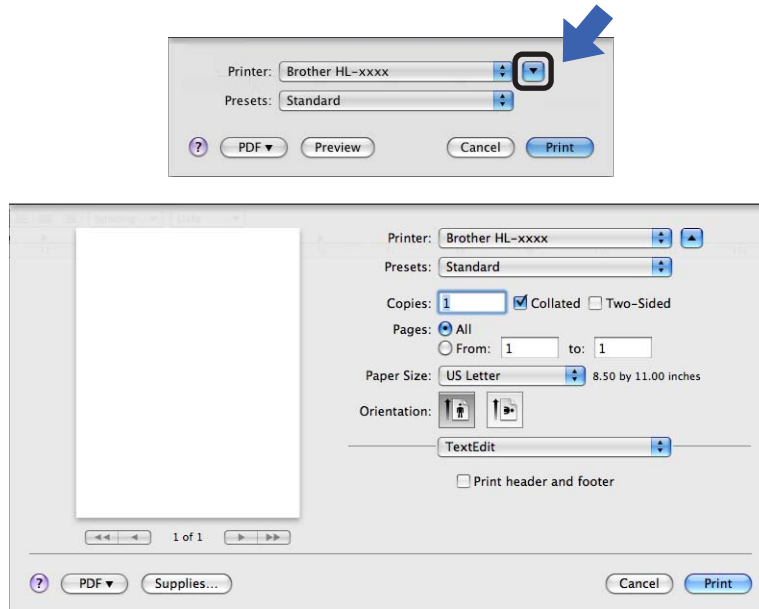 Printer: Brother HL-xxxx
Presets: Standard
? PDF▼ Preview Cancel Print
Printer: Brother HL-xxxx
Presets: Standard
Copies: 1 Collated Two-Sided
Pages: All
From: 1 to: 1
Paper Size: US Letter 8.50 by 11.00 inches
Orientation:
TextEdit
Print header and footer
1 of 1
? PDF▼ Supplies... Cancel Print